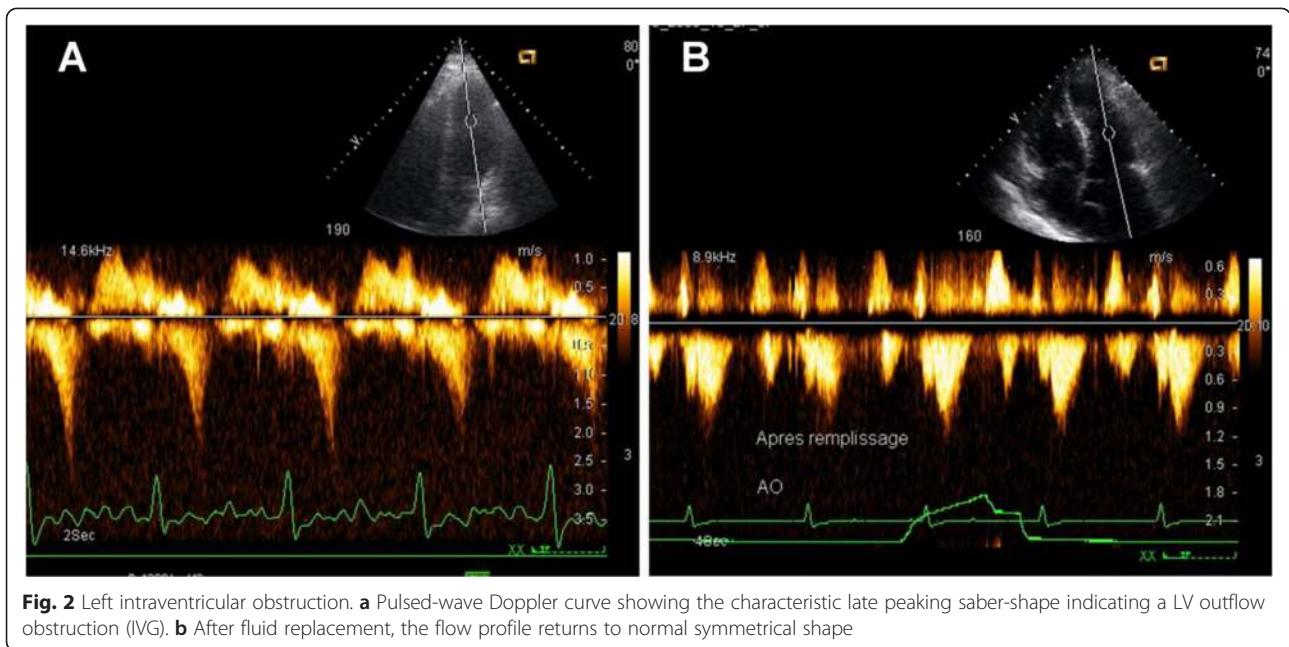 A
80
0°
V
190
14.6kHz
m/s
1.0
0.5
1.0
1.5
2.0
2.5
3
3.0
3.5
2Sec
XX
B
74
0°
V
160
8.9kHz
m/s
0.6
0.3
0.3
0.6
0.9
Apres remplissage
1.2
1.5
3
AO
1.8
2.1
4Sec
XX
Fig. 2 Left intraventricular obstruction. a Pulsed-wave Doppler curve showing the characteristic late peaking saber-shape indicating a LV outflow
obstruction (IVG). b After fluid replacement, the flow profile returns to normal symmetrical shape